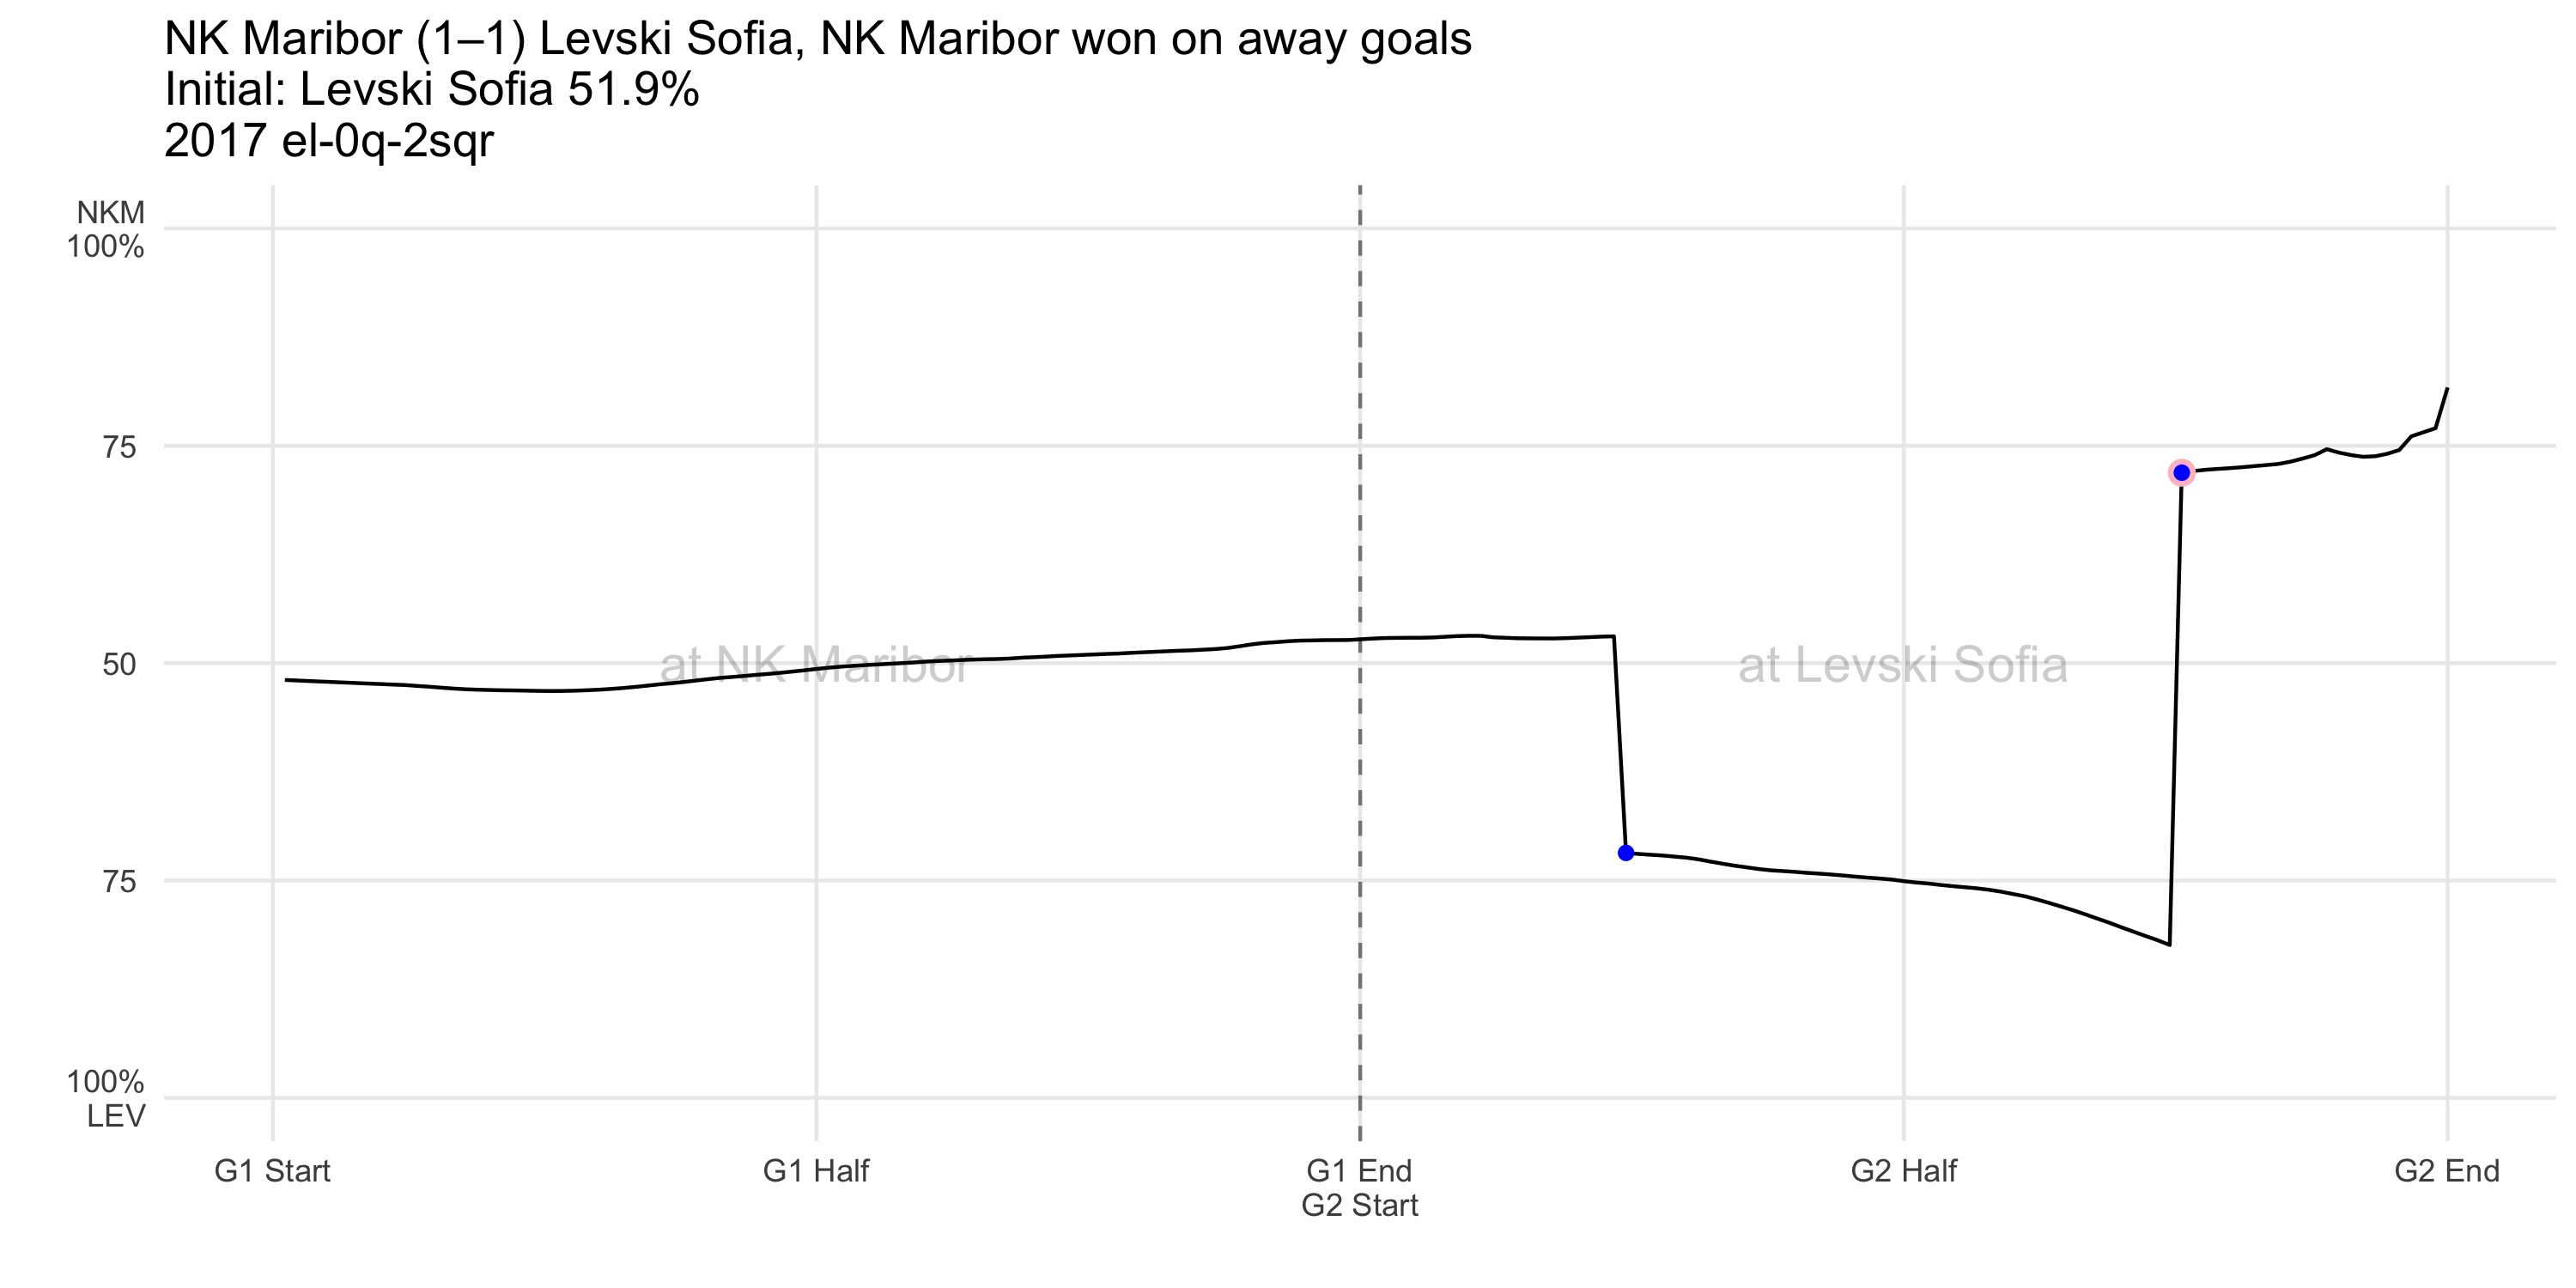 NK Maribor (1–1) Levski Sofia, NK Maribor won on away goals
Initial: Levski Sofia 51.9%
2017 el-0q-2sqr
NKM
100%
75
50
75
100%
LEV
at NK Maribor
at Levski Sofia
G1 Start
G1 Half
G1 End
G2 Start
G2 Half
G2 End